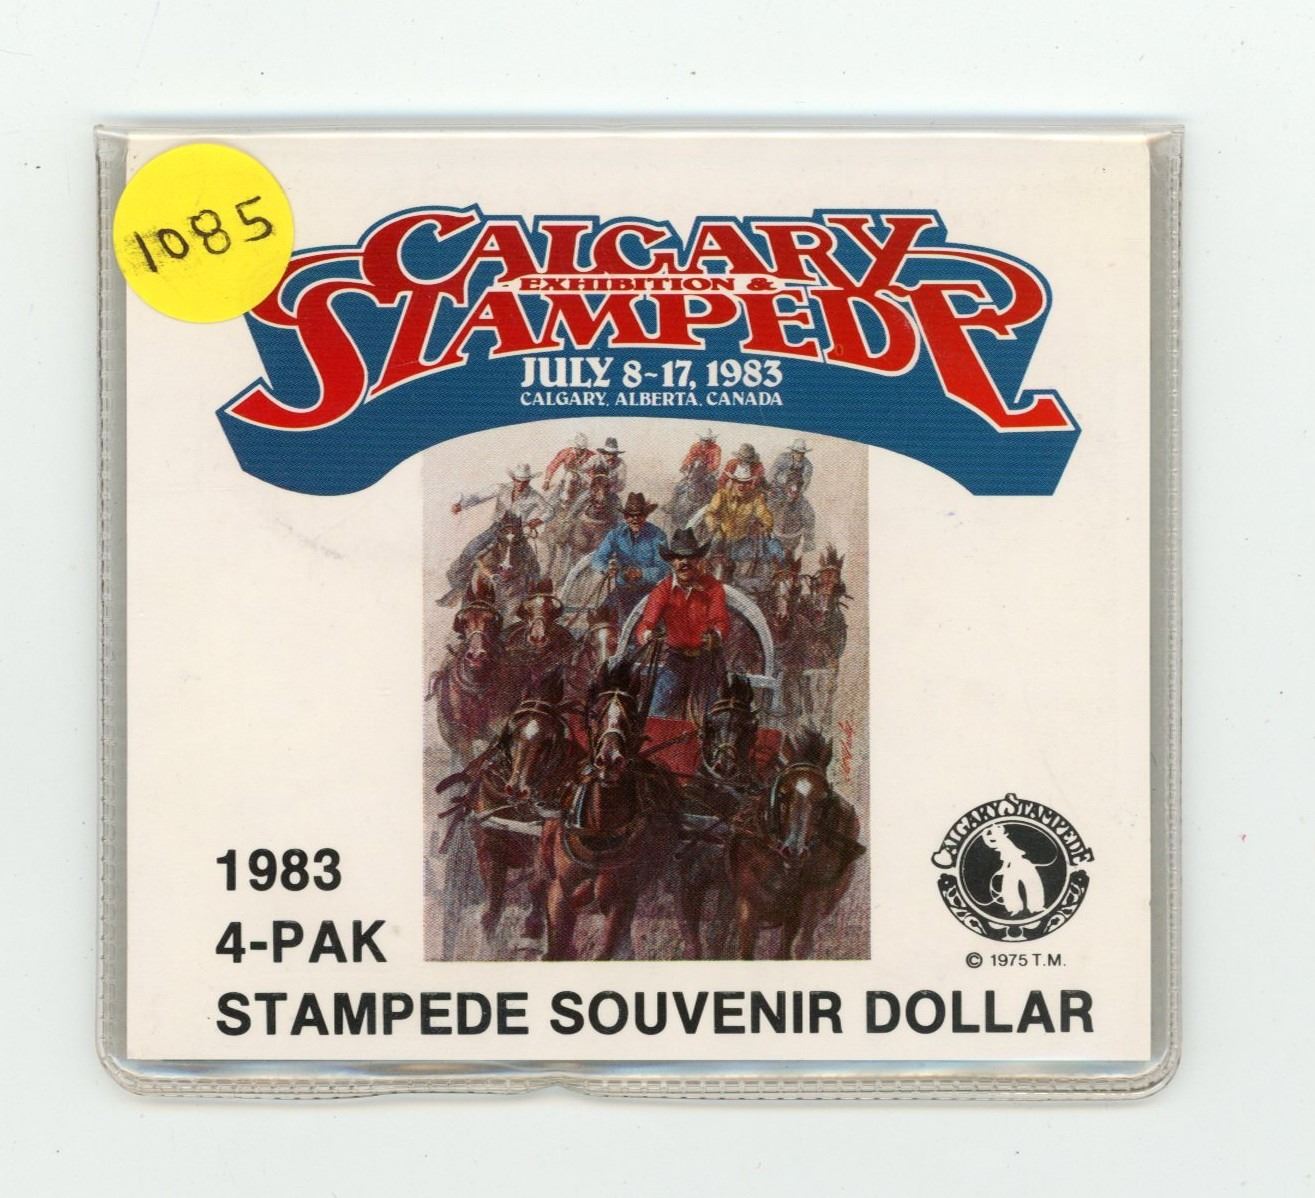 1085
CALGARY
EXHIBITION &
STAMPEDE
JULY 8-17, 1983
CALGARY, ALBERTA, CANADA
1983
4-PAK
CALGARY STAMPEDE
© 1975 T.M.
STAMPEDE SOUVENIR DOLLAR